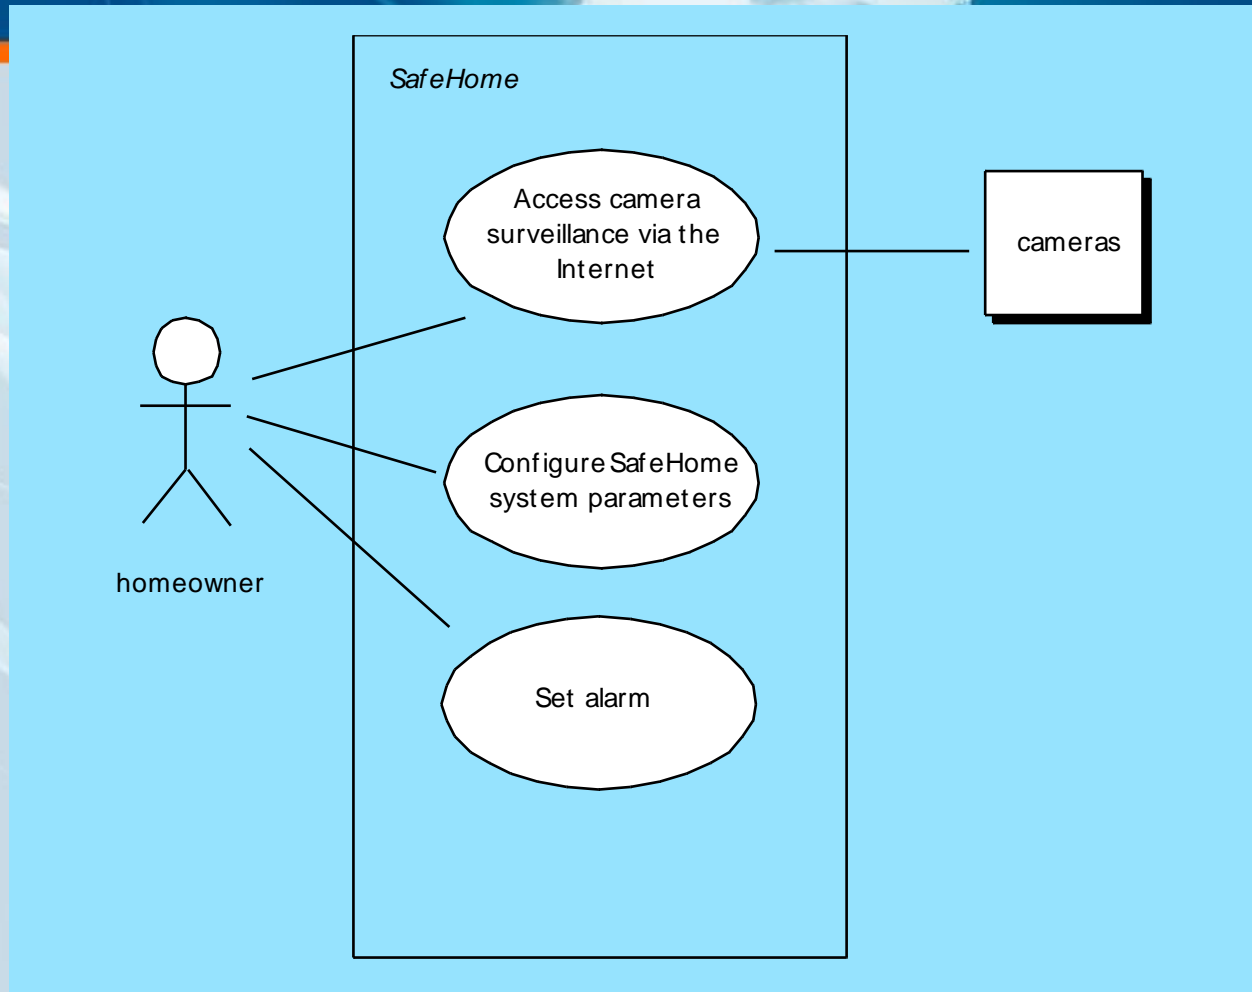 SafeHome
Access camera
surveillance via the
Internet
cameras
Configure SafeHome
system parameters
homeowner
Set alarm